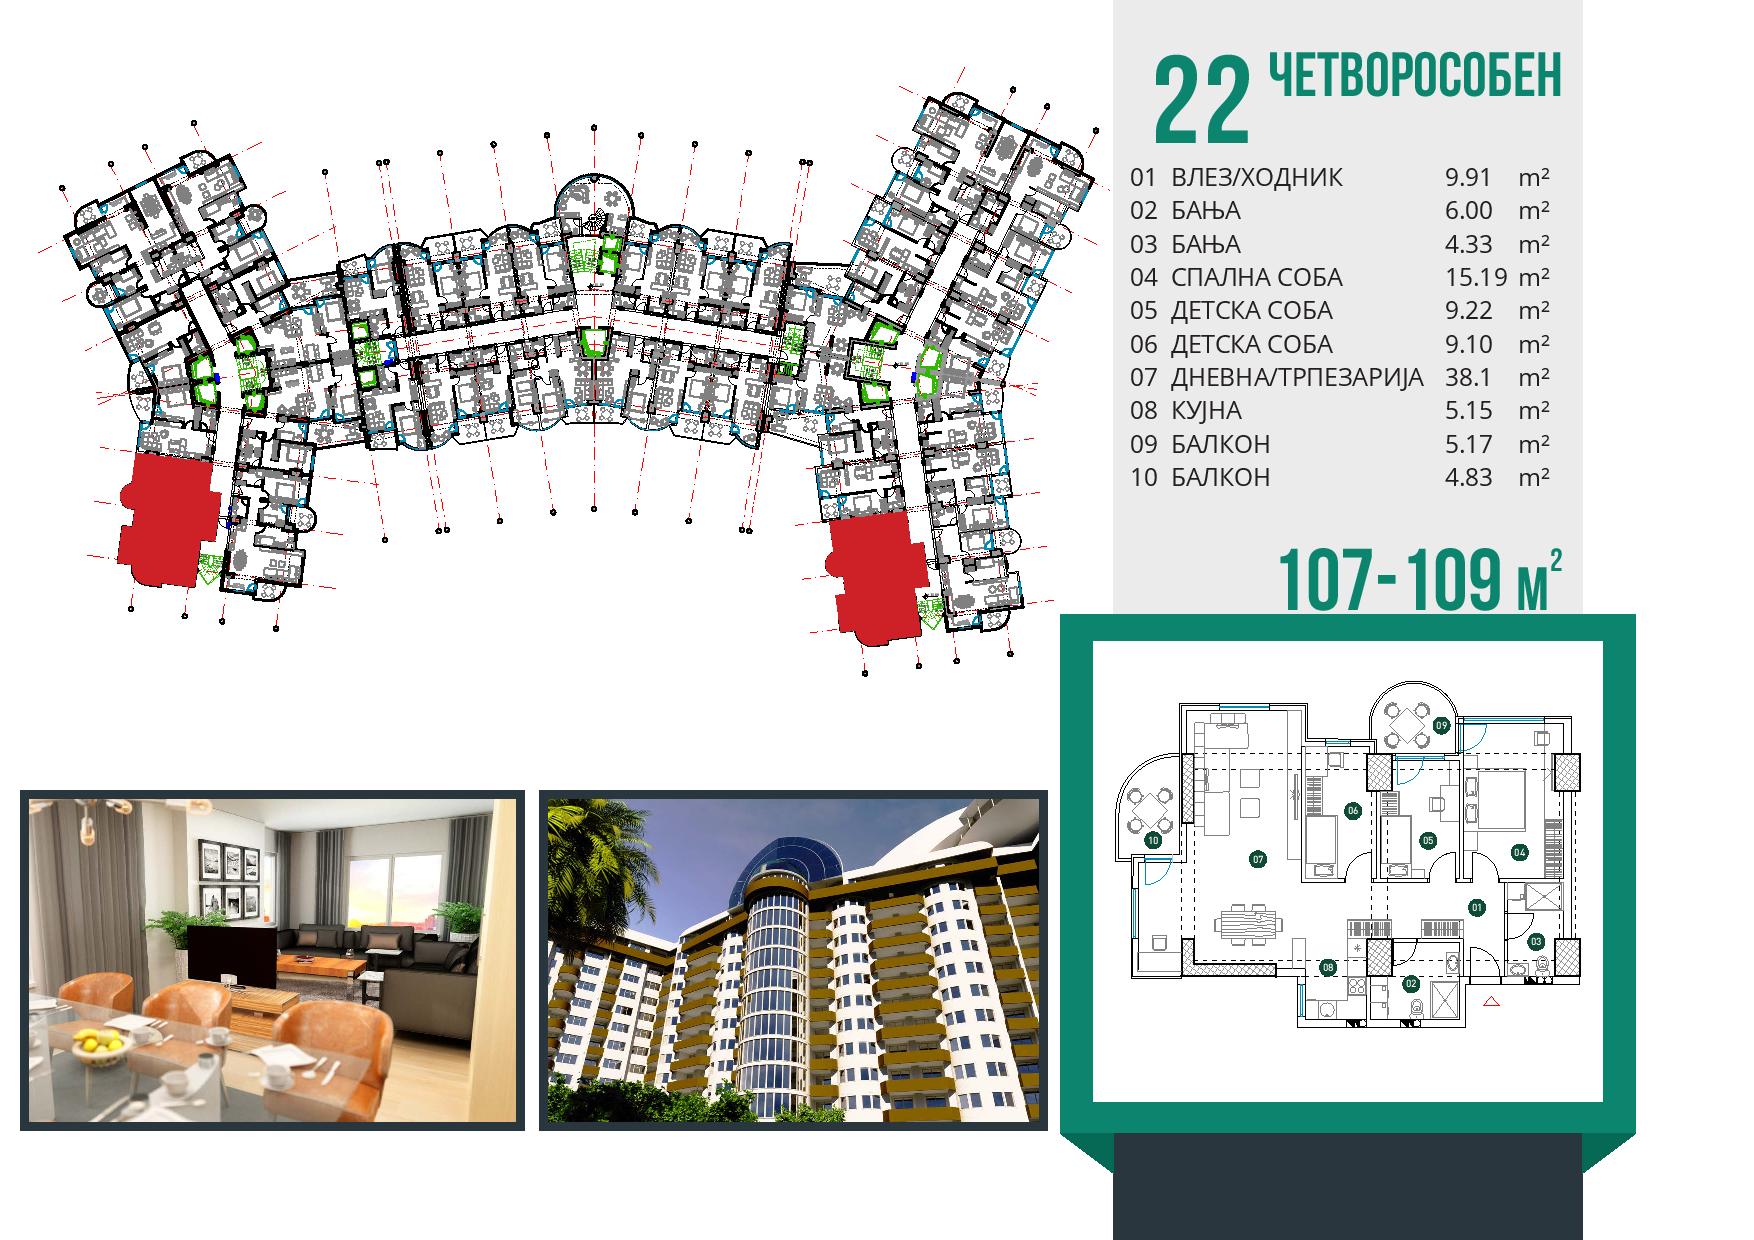 22 ЧЕТВОРОСОБЕН
01 ВЛЕЗ/ХОДНИК 9.91 m²
02 БАЊА 6.00 m²
03 БАЊА 4.33 m²
04 СПАЛНА СОБА 15.19 m²
05 ДЕТСКА СОБА 9.22 m²
06 ДЕТСКА СОБА 9.10 m²
07 ДНЕВНА/ТРПЕЗАРИЈА 38.1 m²
08 КУЈНА 5.15 m²
09 БАЛКОН 5.17 m²
10 БАЛКОН 4.83 m²
107-109 м²
09
06
10
05
04
07
01
03
08
02